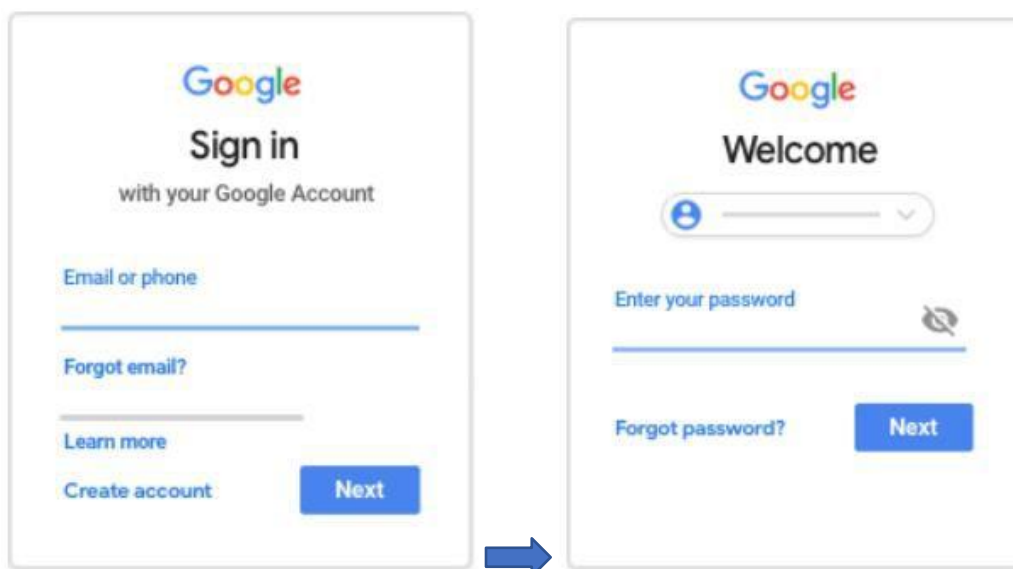 Google
Sign in
with your Google Account
Email or phone
Forgot email?
Learn more
Create account
Next
Google
Welcome
Enter your password
Forgot password?
Next